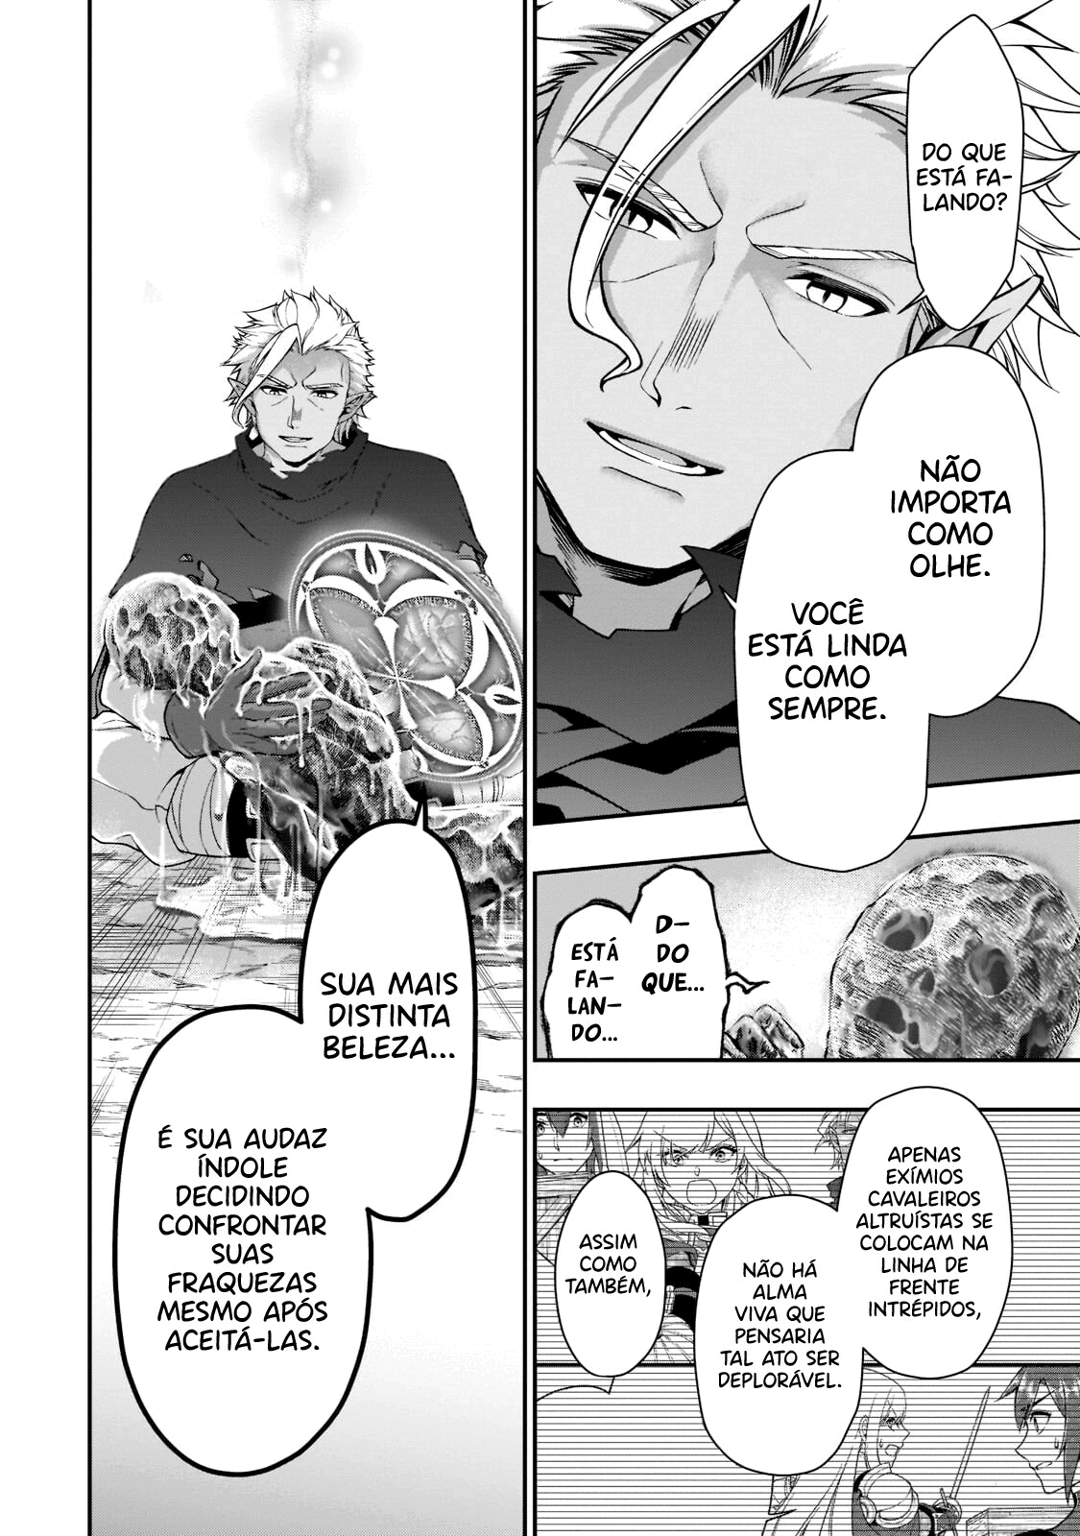 DO QUE
ESTÁ FA-
LANDO?
NÃO
IMPORTA
COMO
OLHE.
VOCÊ
ESTÁ LINDA
COMO
SEMPRE.
D-
DO
QUE...
ESTÁ
FA-
LAN-
DO...
APENAS
EXÍMIOS
CAVALEIROS
ALTRUÍSTAS SE
COLOCAM NA
LINHA DE
FRENTE
INTRÉPIDOS,
NÃO HÁ
ALMA
VIVA QUE
PENSARIA
TAL ATO SER
DEPLORÁVEL.
ASSIM
COMO
TAMBÉM,
SUA MAIS
DISTINTA
BELEZA...
É SUA AUDAZ
ÍNDOLE
DECIDINDO
CONFRONTAR
SUAS
FRAQUEZAS
MESMO APÓS
ACEITÁ-LAS.